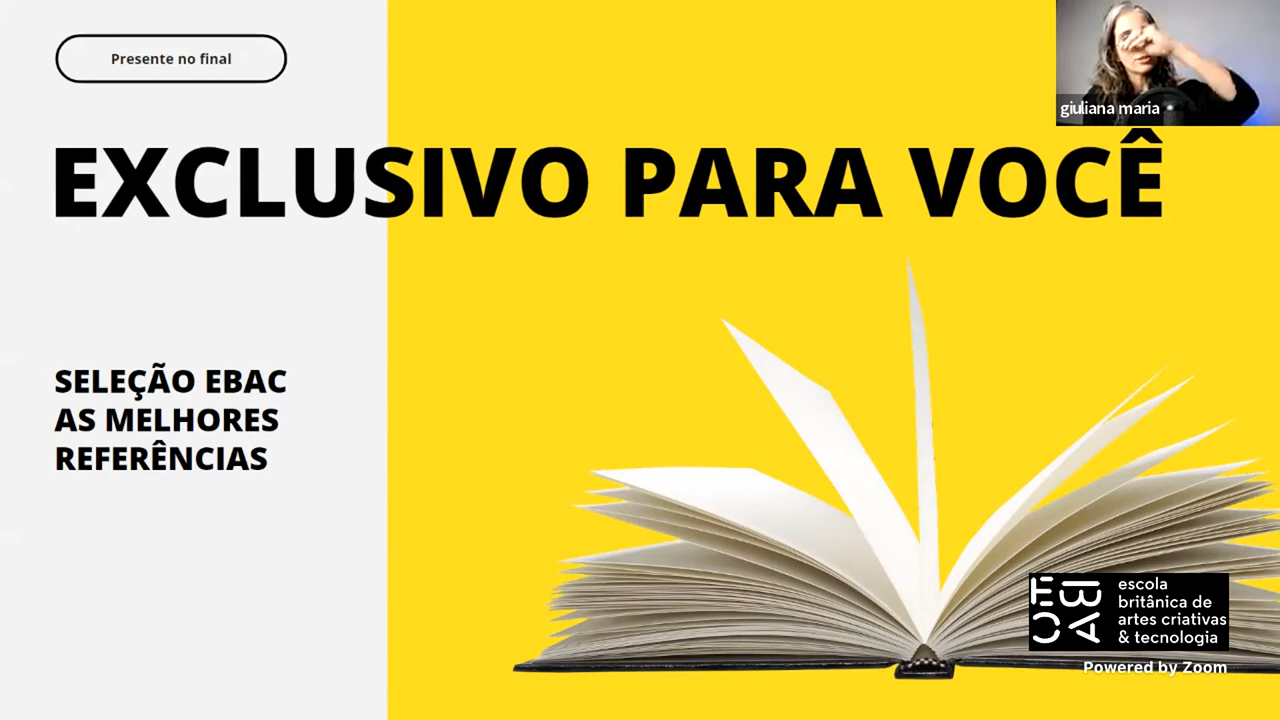 Presente no final
giuliana maria
EXCLUSIVO PARA VOCÊ
SELEÇÃO EBAC
AS MELHORES
REFERÊNCIAS
EBAC
escola
britânica de
artes criativas
& tecnologia
Powered by Zoom